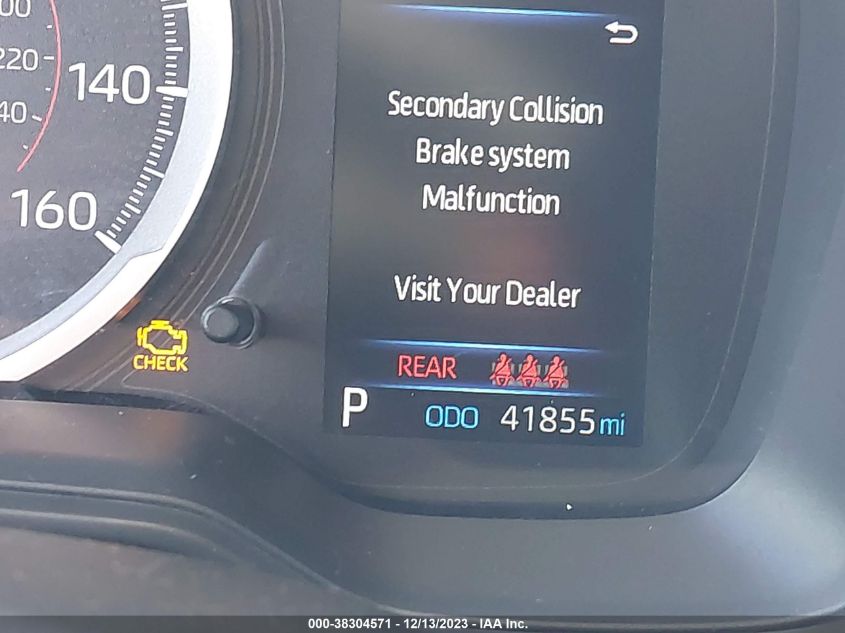 220
140
160
Secondary Collision
Brake system
Malfunction
Visit Your Dealer
CHECK
REAR
P ODO 41855 mi
000-38304571 - 12/13/2023 - IAA Inc.